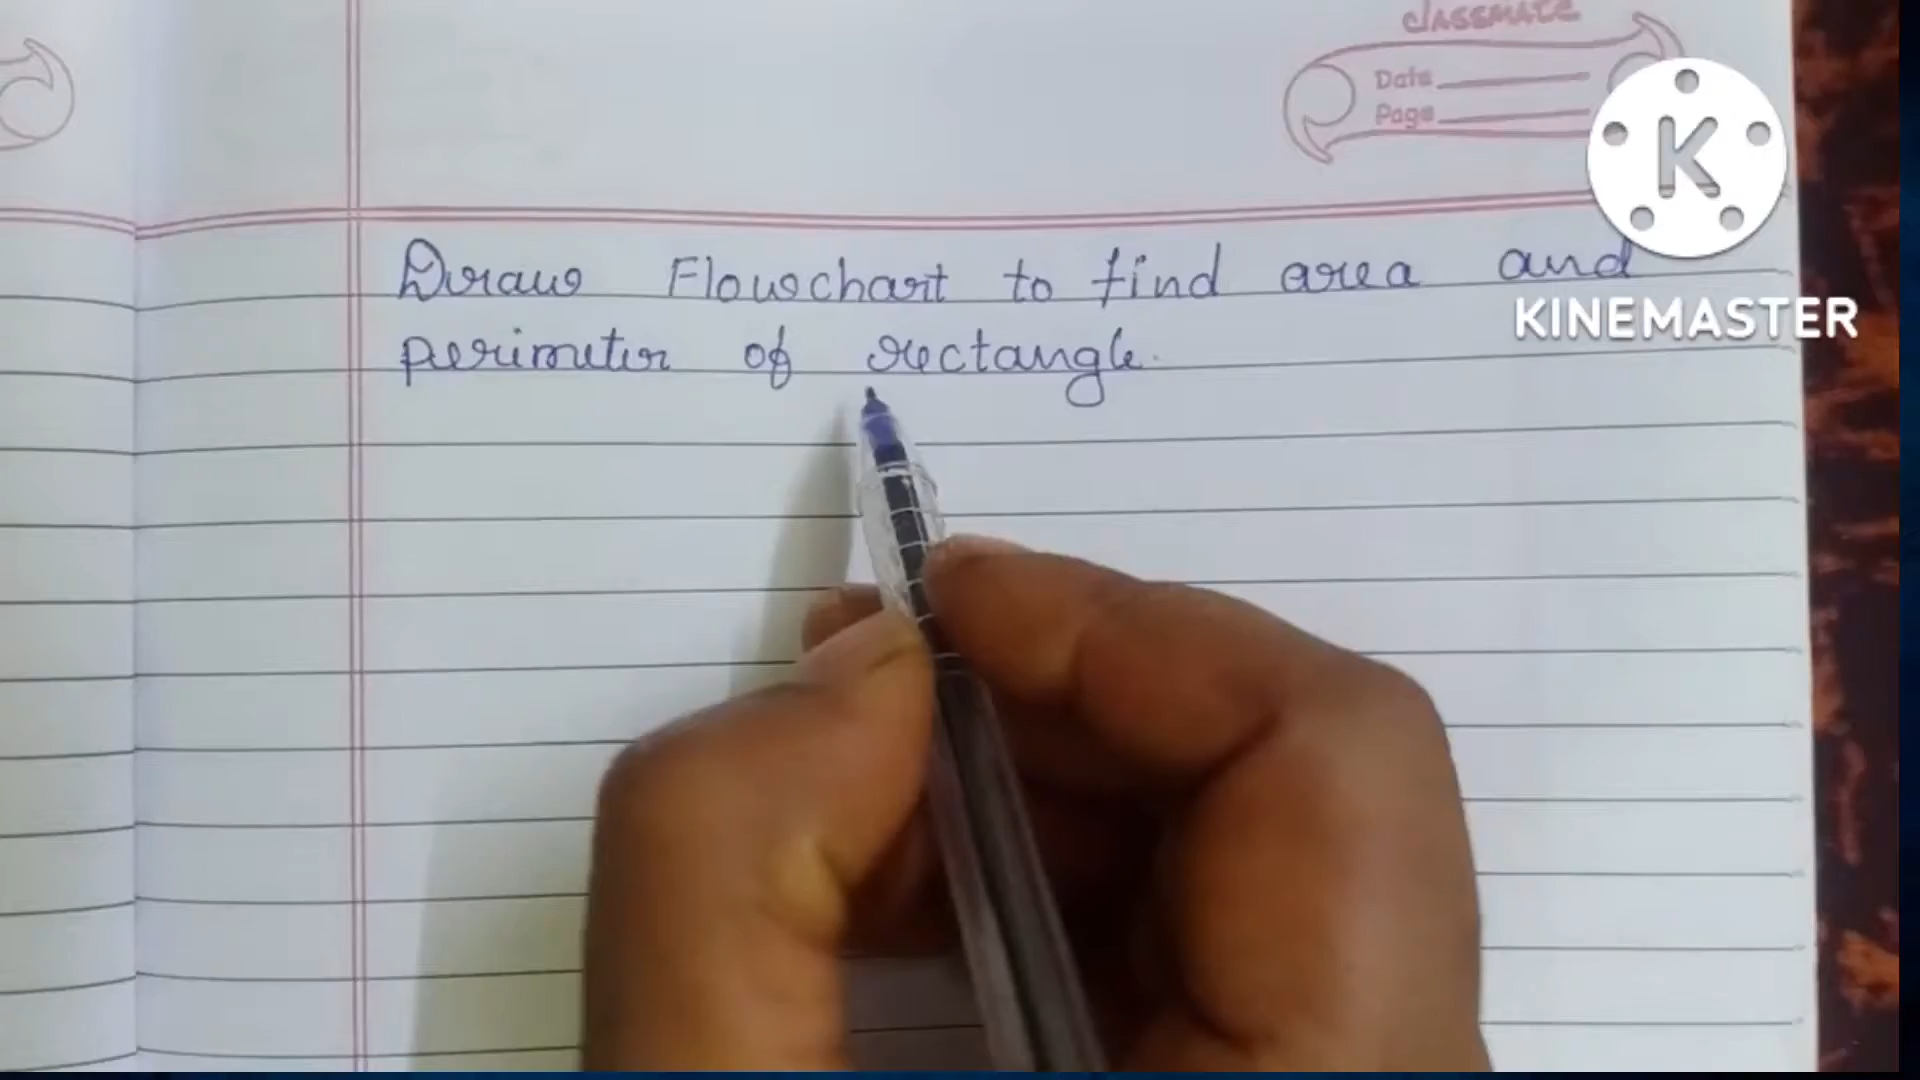 CLASSMATE
Date
Page
K
KINEMASTER
Draw Flowchart to find area and
perimeter of rectangle.